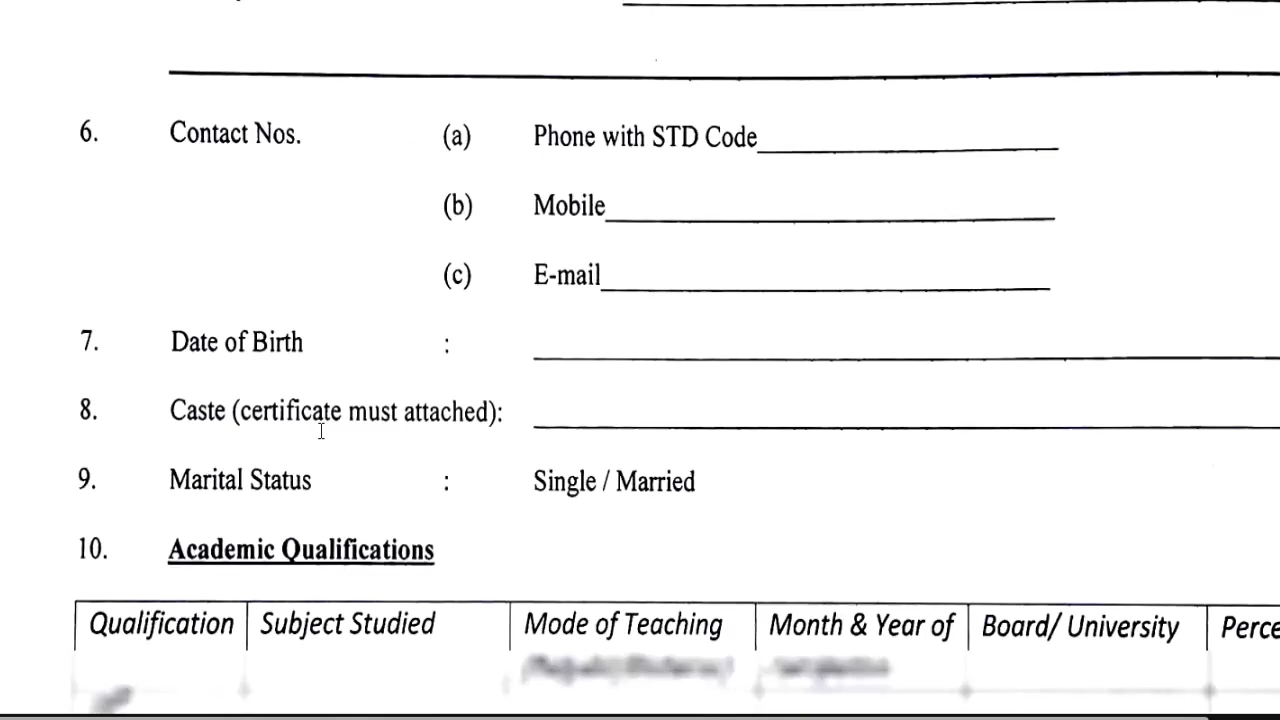 6. Contact Nos. (a) Phone with STD Code
(b) Mobile
(c) E-mail
7. Date of Birth :
8. Caste (certificate must attached):
9. Marital Status : Single / Married
10. Academic Qualifications
Qualification Subject Studied Mode of Teaching Month & Year of Board/ University Perce